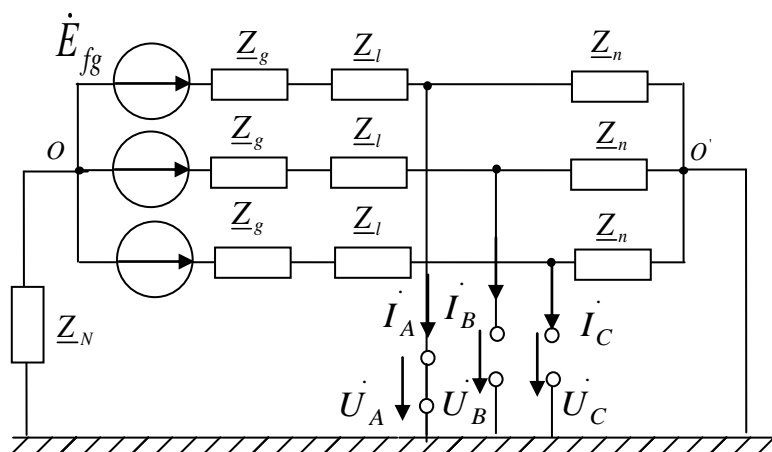 Ė_fg
Z_g Z_l Z_n
O Z_g Z_l Z_n O'
Z_g Z_l Z_n
Z_N
İ_A İ_B İ_C
U̇_A U̇_B U̇_C